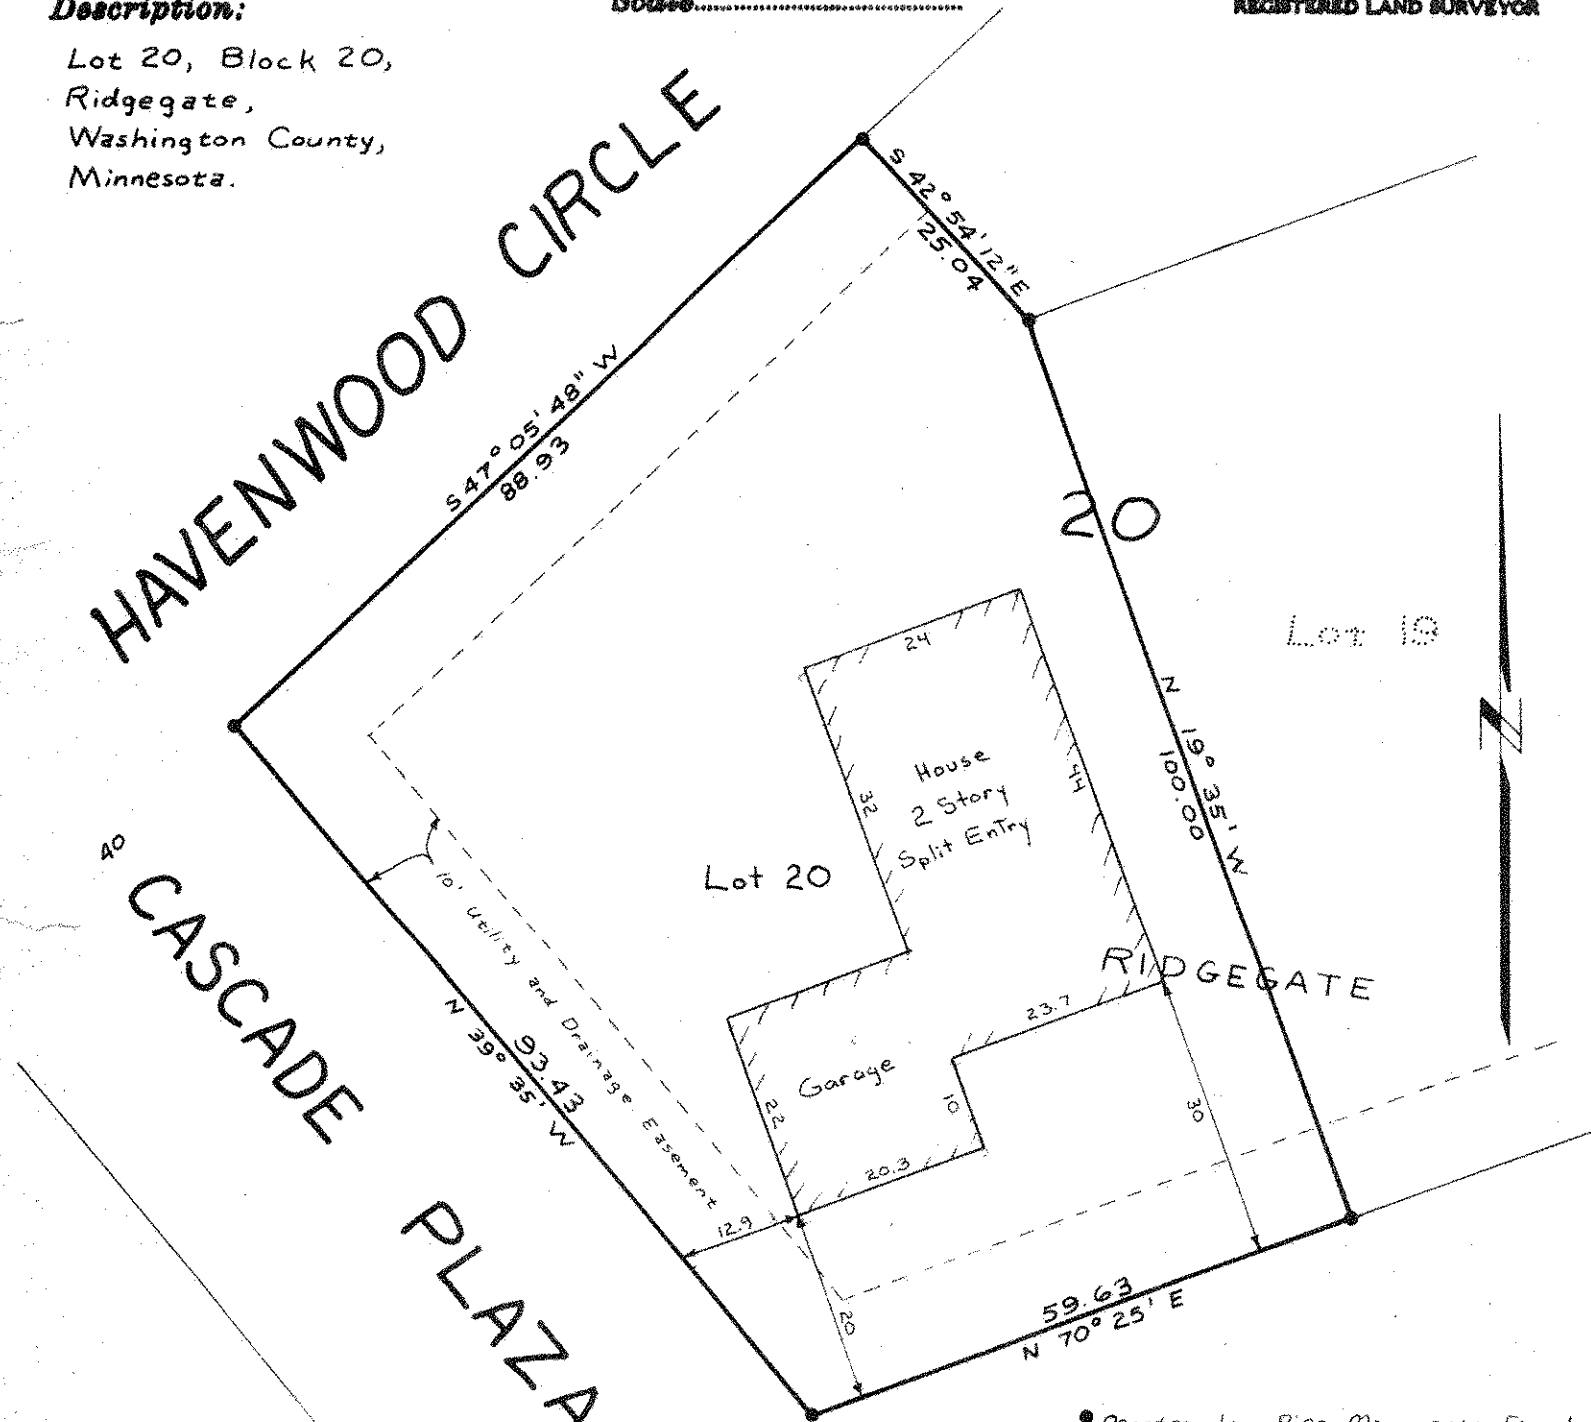 Description:
REGISTERED LAND SURVEYOR
Lot 20, Block 20,
Ridgegate,
Washington County,
Minnesota.
HAVENWOOD CIRCLE
S 42° 54' 12" E
25.04
S 47° 05' 48" W
88.93
20
Lot 19
24
N 19° 35' W
100.00
N
House
2 Story
Split Entry
32
44
40
Lot 20
CASCADE PLAZA
10' Utility and Drainage Easement
RIDGEGATE
N 39° 35' W
93.43
23.7
Garage
22
10
30
20.3
12.9
20
59.63
N 70° 25' E